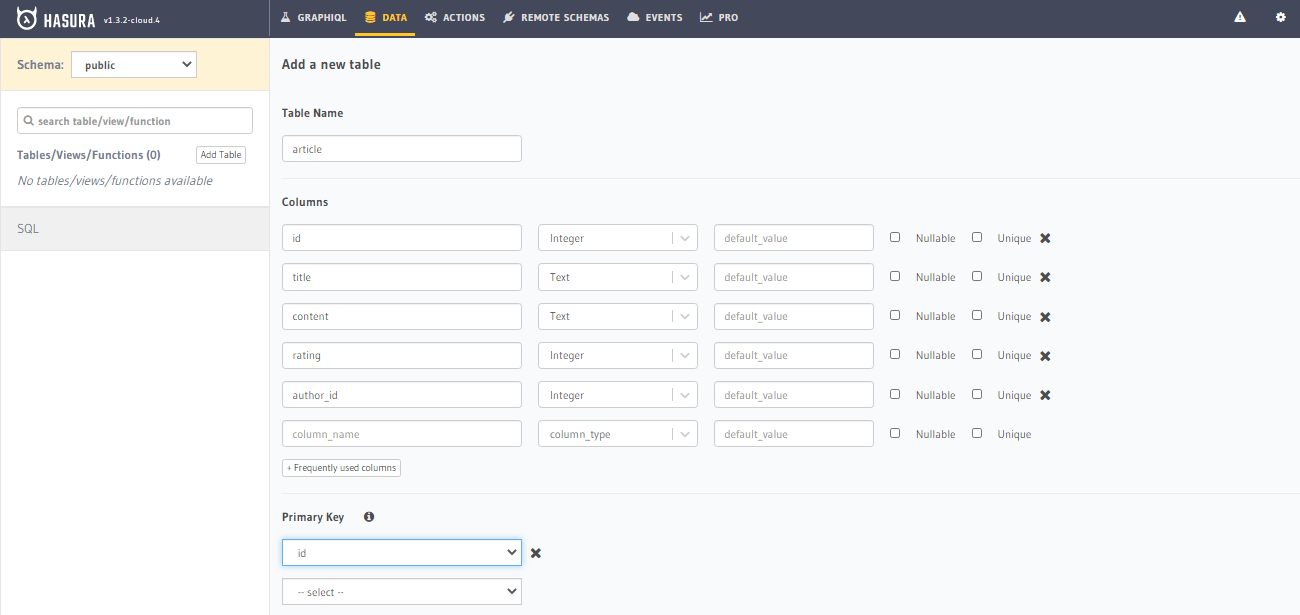 HASURA v1.3.2-cloud.4 GRAPHIQL DATA ACTIONS REMOTE SCHEMAS EVENTS PRO
Schema: public
search table/view/function
Tables/Views/Functions (0) Add Table
No tables/views/functions available
SQL
Add a new table
Table Name
article
Columns
id Integer default_value Nullable Unique
title Text default_value Nullable Unique
content Text default_value Nullable Unique
rating Integer default_value Nullable Unique
author_id Integer default_value Nullable Unique
column_name column_type default_value Nullable Unique
+ Frequently used columns
Primary Key
id
-- select --